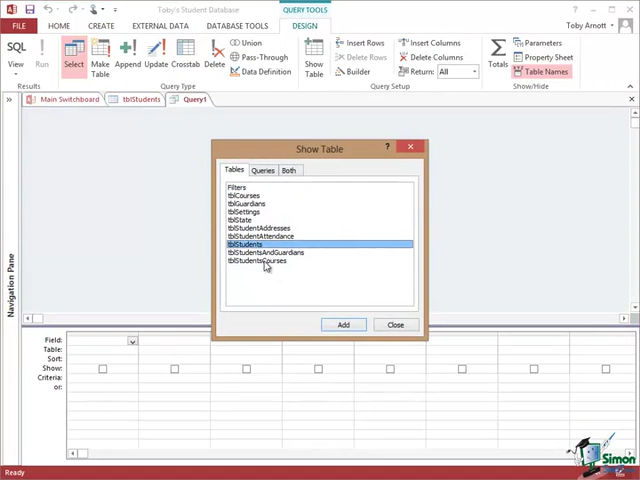 Toby's Student Database
QUERY TOOLS
Toby Arnott
FILE HOME CREATE EXTERNAL DATA DATABASE TOOLS DESIGN
SQL View
Run
Select
Make Table
Append
Update
Crosstab
Delete
Union
Pass-Through
Data Definition
Show Table
Insert Rows
Delete Rows
Builder
Insert Columns
Delete Columns
Return: All
Totals
Parameters
Property Sheet
Table Names
Results
Query Type
Query Setup
Show/Hide
Main Switchboard
tblStudents
Query1
Navigation Pane
Show Table
Tables Queries Both
Filters
tblCourses
tblGuardians
tblSettings
tblState
tblStudentAddresses
tblStudentAttendance
tblStudents
tblStudentsAndGuardians
tblStudentsCourses
Add Close
Field:
Table:
Sort:
Show:
Criteria:
or:
Ready
Simon